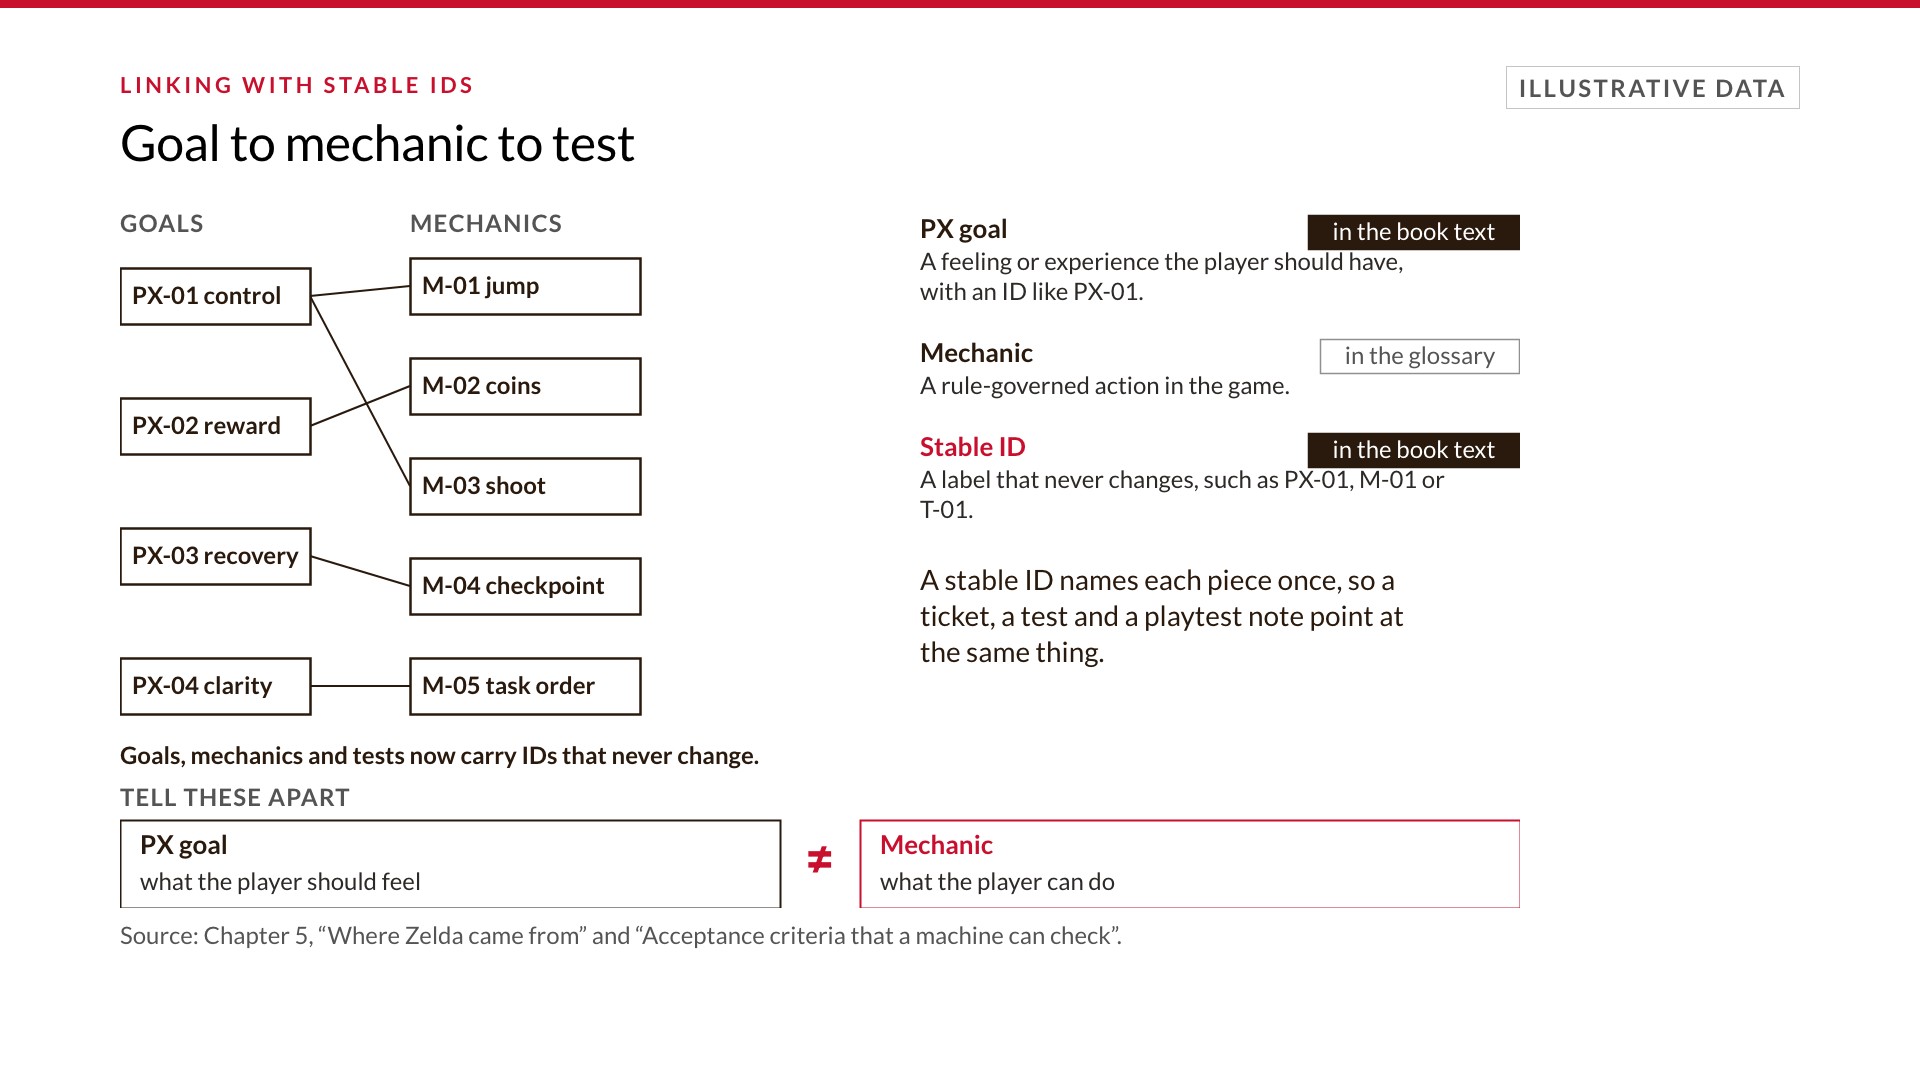 LINKING WITH STABLE IDS
ILLUSTRATIVE DATA
Goal to mechanic to test
GOALS
MECHANICS
PX-01 control
PX-02 reward
PX-03 recovery
PX-04 clarity
M-01 jump
M-02 coins
M-03 shoot
M-04 checkpoint
M-05 task order
PX goal
in the book text
A feeling or experience the player should have,
with an ID like PX-01.
Mechanic
in the glossary
A rule-governed action in the game.
Stable ID
in the book text
A label that never changes, such as PX-01, M-01 or
T-01.
A stable ID names each piece once, so a
ticket, a test and a playtest note point at
the same thing.
Goals, mechanics and tests now carry IDs that never change.
TELL THESE APART
PX goal
what the player should feel
≠
Mechanic
what the player can do
Source: Chapter 5, “Where Zelda came from” and “Acceptance criteria that a machine can check”.